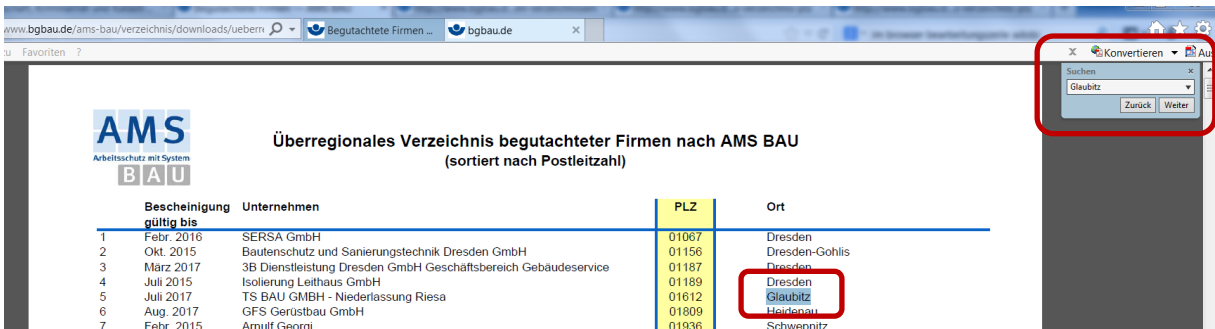 www.bgbau.de/ams-bau/verzeichnis/downloads/ueberre
Begutachtete Firmen ...
bgbau.de
zu Favoriten ?
x Konvertieren
Suchen x
Glaubitz
Zurück Weiter
AMS
Arbeitsschutz mit System
BAU
Überregionales Verzeichnis begutachteter Firmen nach AMS BAU
(sortiert nach Postleitzahl)
Bescheinigung gültig bis Unternehmen PLZ Ort
1 Febr. 2016 SERSA GmbH 01067 Dresden
2 Okt. 2015 Bautenschutz und Sanierungstechnik Dresden GmbH 01156 Dresden-Gohlis
3 März 2017 3B Dienstleistung Dresden GmbH Geschäftsbereich Gebäudeservice 01187 Dresden
4 Juli 2015 Isolierung Leithaus GmbH 01189 Dresden
5 Juli 2017 TS BAU GMBH - Niederlassung Riesa 01612 Glaubitz
6 Aug. 2017 GFS Gerüstbau GmbH 01809 Heidenau
7 Febr. 2015 Arnulf Georgi 01936 Schwepnitz